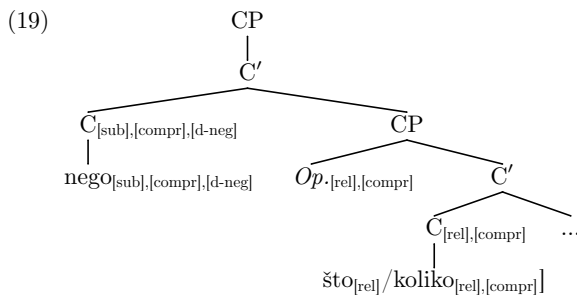 (19) CP
C′
C[sub],[compr],[d-neg] CP
nego[sub],[compr],[d-neg] Op.[rel],[compr] C′
C[rel],[compr] ...
što[rel]/koliko[rel],[compr]]